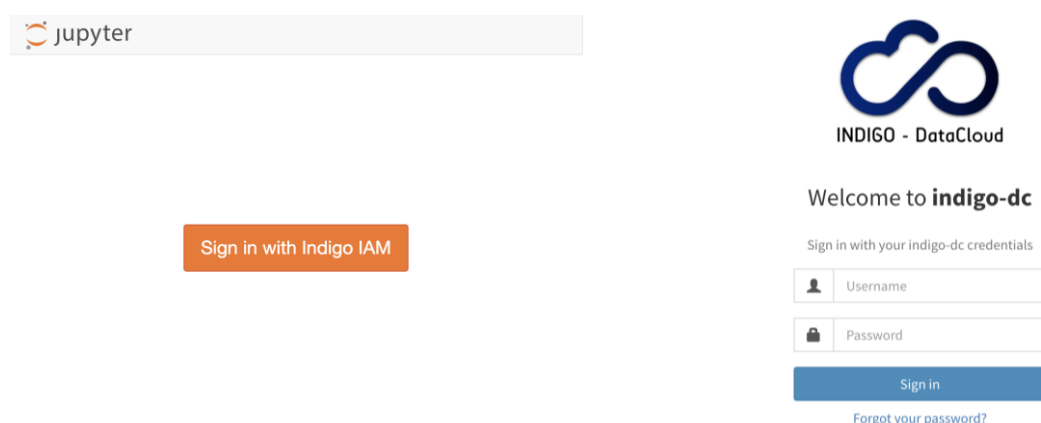 jupyter
Sign in with Indigo IAM
INDIGO - DataCloud
Welcome to indigo-dc
Sign in with your indigo-dc credentials
Username
Password
Sign in
Forgot your password?